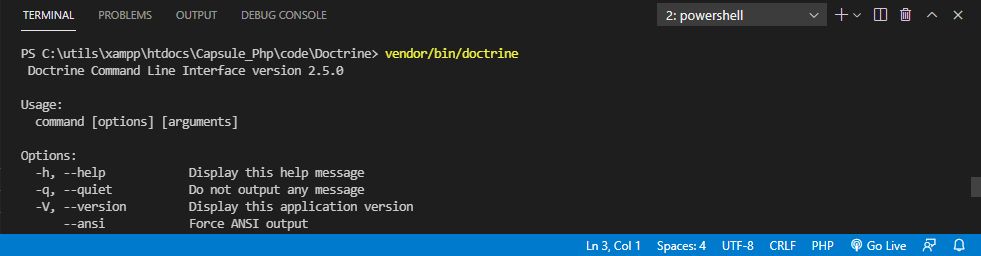 TERMINAL PROBLEMS OUTPUT DEBUG CONSOLE 2: powershell
PS C:\utils\xampp\htdocs\Capsule_Php\code\Doctrine> vendor/bin/doctrine
Doctrine Command Line Interface version 2.5.0
Usage:
command [options] [arguments]
Options:
-h, --help Display this help message
-q, --quiet Do not output any message
-V, --version Display this application version
--ansi Force ANSI output
Ln 3, Col 1 Spaces: 4 UTF-8 CRLF PHP Go Live